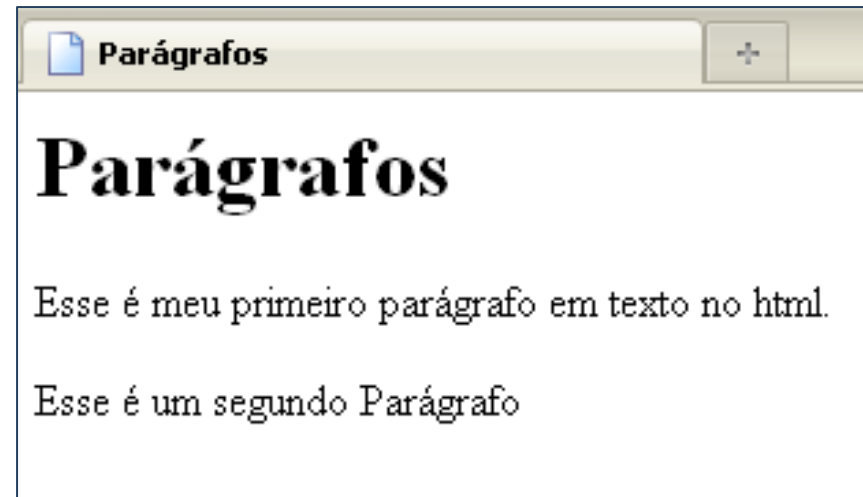 Parágrafos
Parágrafos
Esse é meu primeiro parágrafo em texto no html.
Esse é um segundo Parágrafo